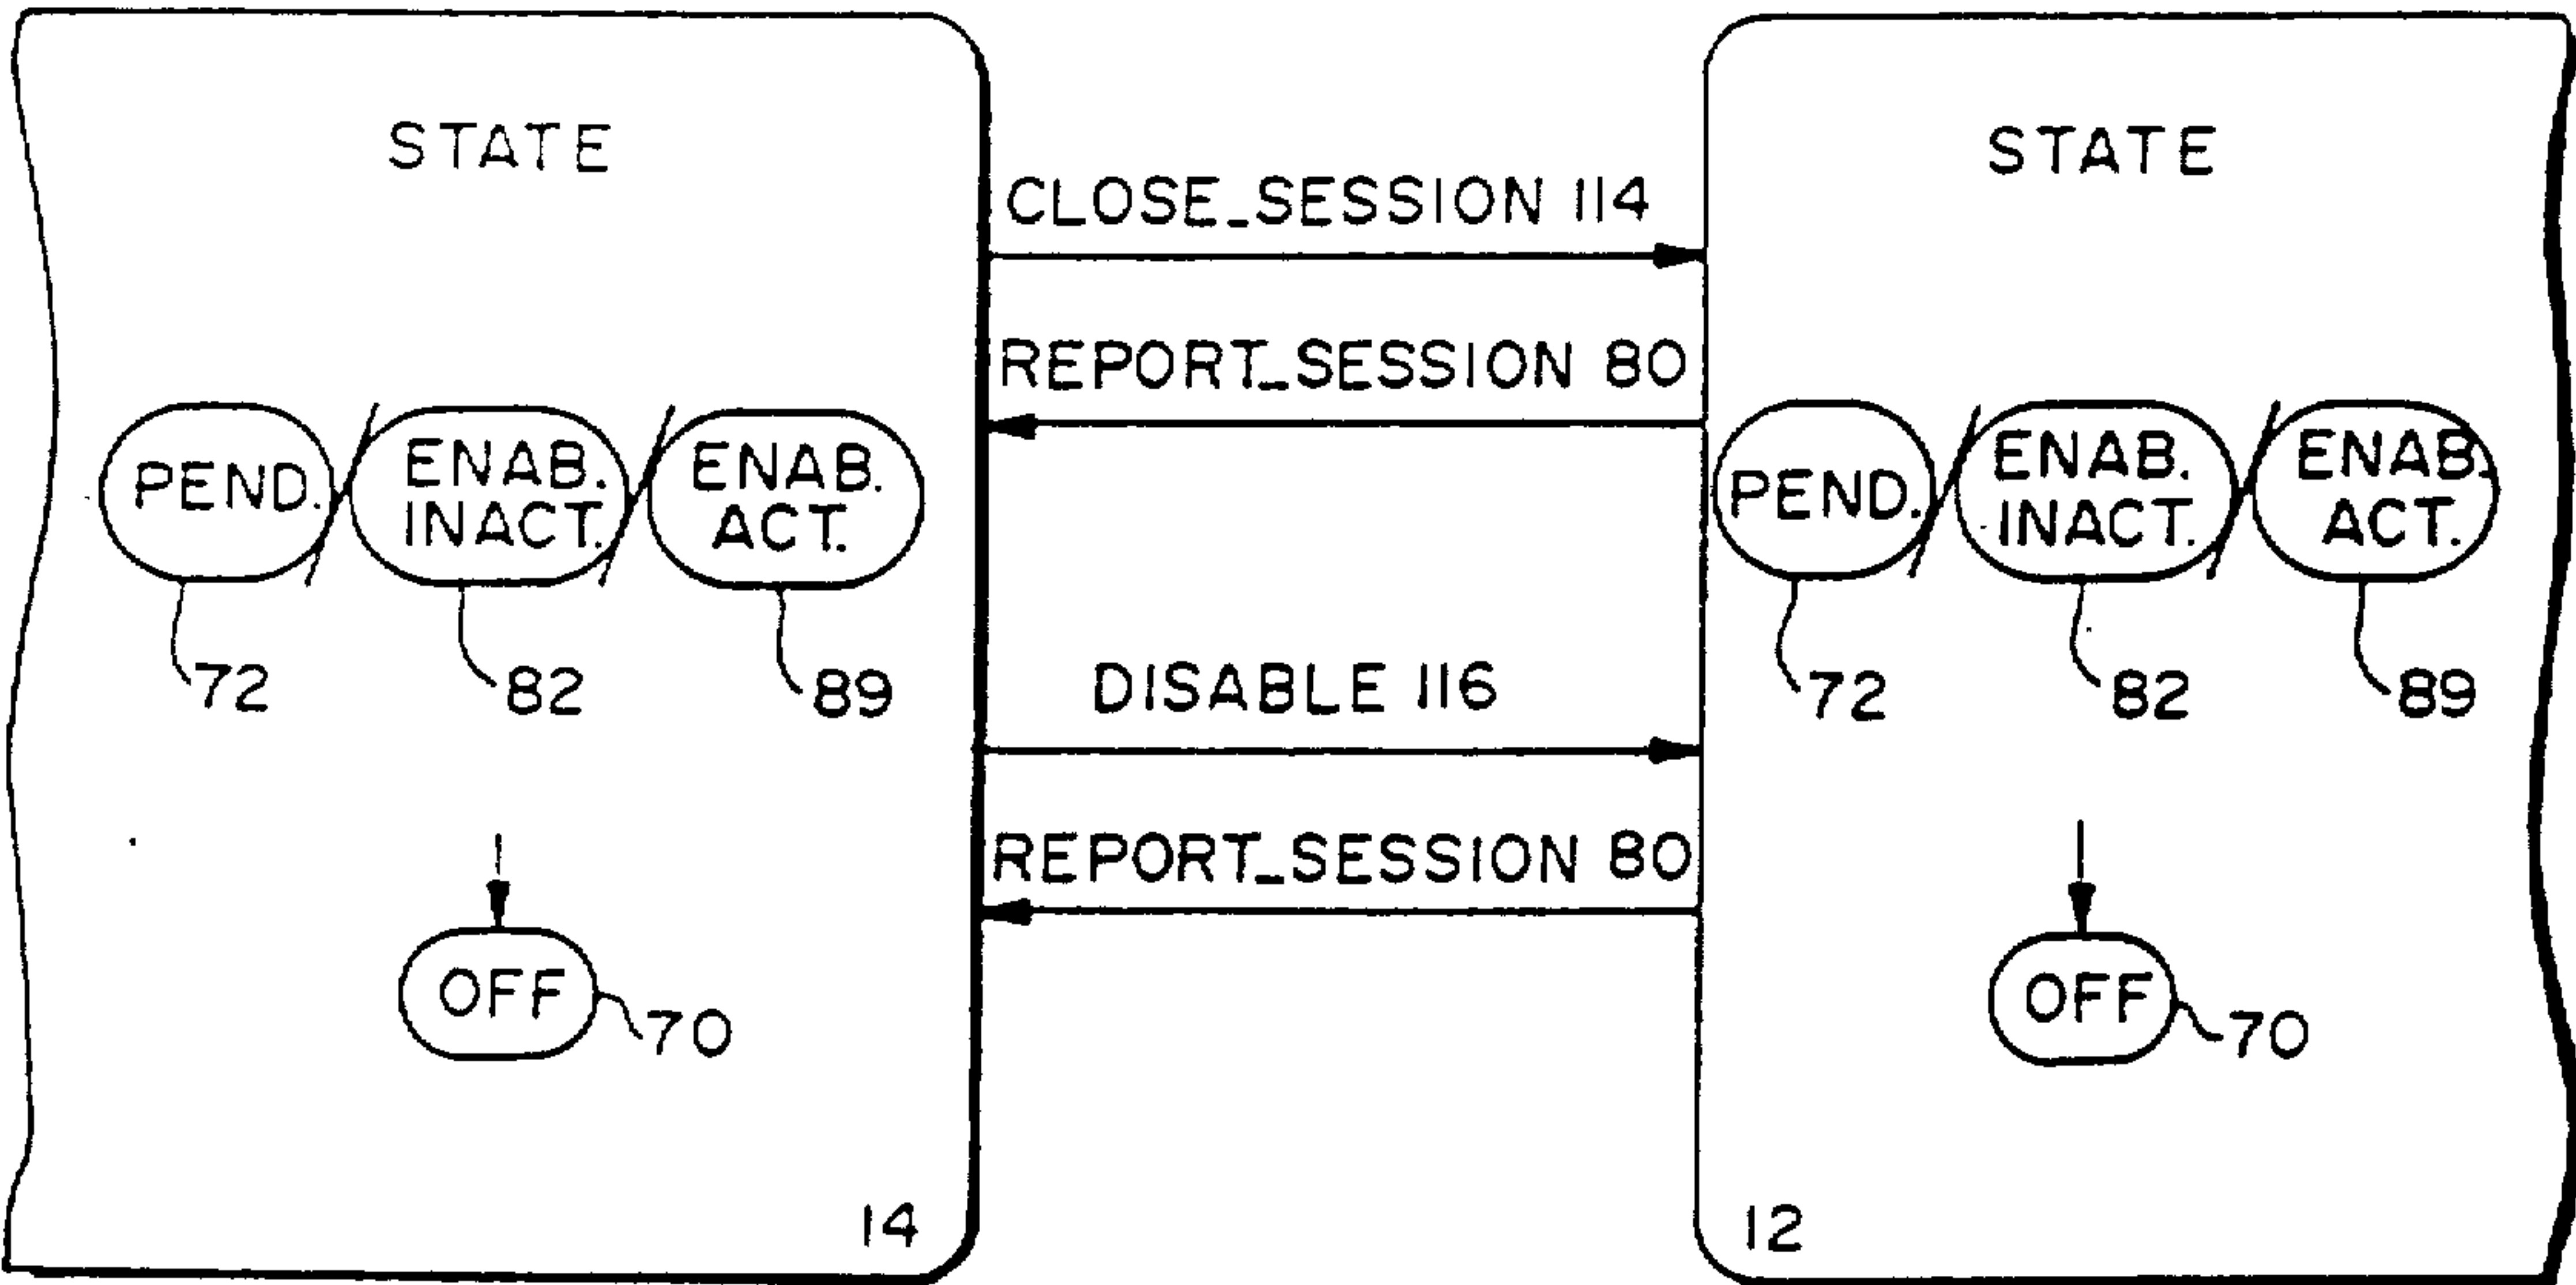 STATE
CLOSE_SESSION 114
REPORT_SESSION 80
PEND. / ENAB. INACT. / ENAB. ACT.
72 82 89
DISABLE 116
REPORT_SESSION 80
OFF 70
14
STATE
PEND. / ENAB. INACT. / ENAB. ACT.
72 82 89
OFF 70
12